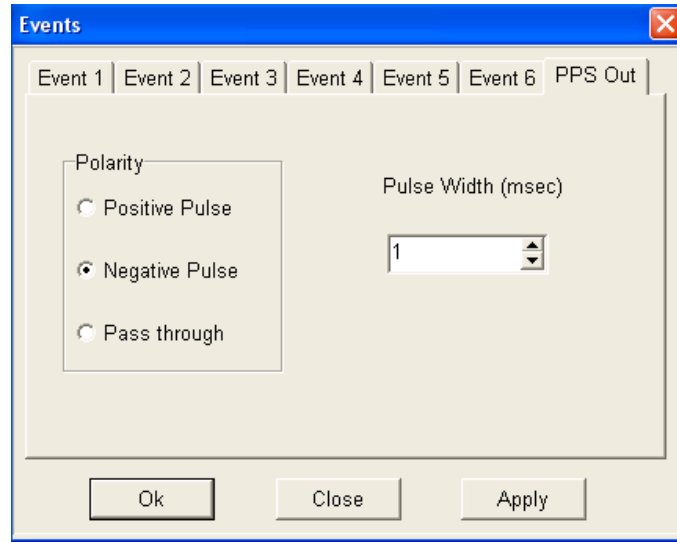 Events
Event 1 Event 2 Event 3 Event 4 Event 5 Event 6 PPS Out
Polarity
Positive Pulse
Negative Pulse
Pass through
Pulse Width (msec)
1
Ok Close Apply